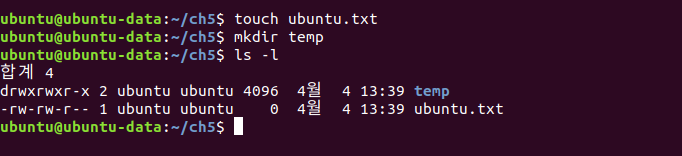 ubuntu@ubuntu-data:~/ch5$ touch ubuntu.txt
ubuntu@ubuntu-data:~/ch5$ mkdir temp
ubuntu@ubuntu-data:~/ch5$ ls -l
합계 4
drwxrwxr-x 2 ubuntu ubuntu 4096  4월  4 13:39 temp
-rw-rw-r-- 1 ubuntu ubuntu    0  4월  4 13:39 ubuntu.txt
ubuntu@ubuntu-data:~/ch5$